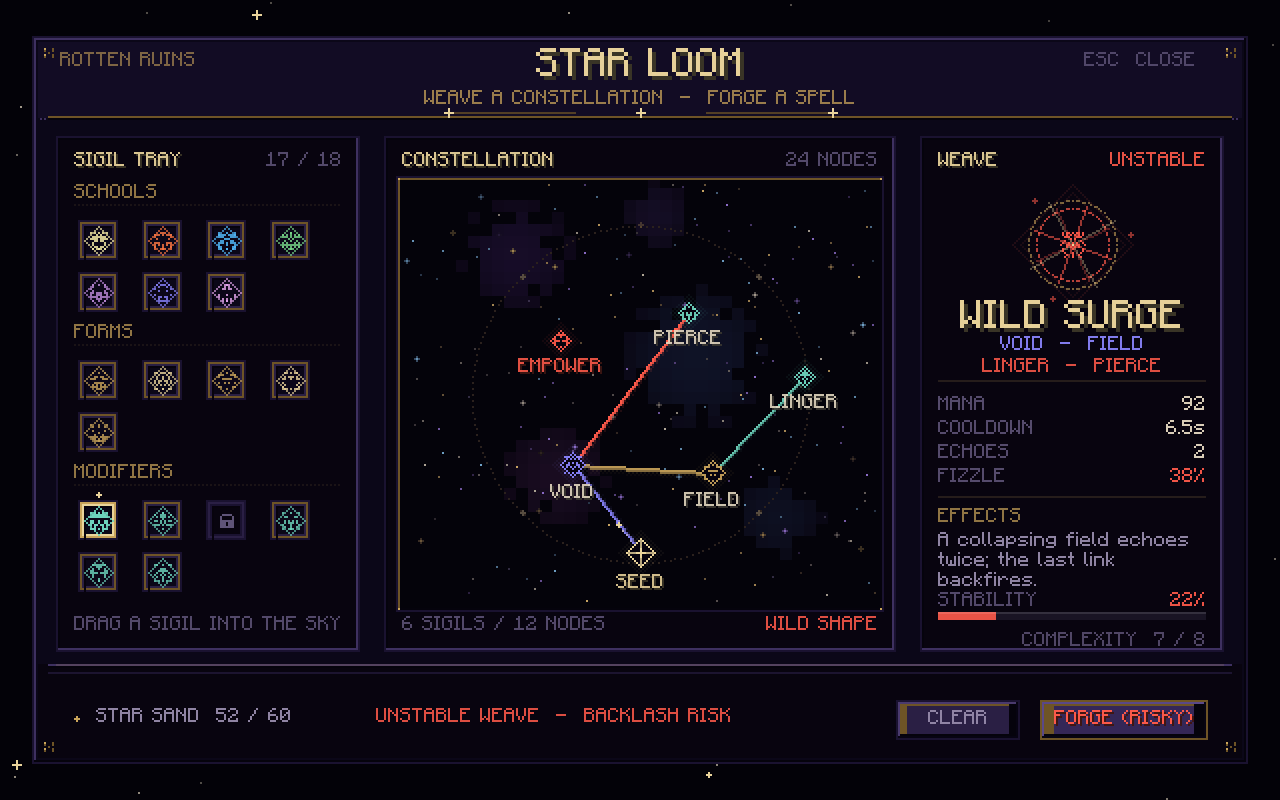 ROTTEN RUINS
STAR LOOM
ESC CLOSE
WEAVE A CONSTELLATION – FORGE A SPELL
SIGIL TRAY 17 / 18
SCHOOLS
FORMS
MODIFIERS
DRAG A SIGIL INTO THE SKY
CONSTELLATION 24 NODES
PIERCE
EMPOWER
LINGER
VOID
FIELD
SEED
6 SIGILS / 12 NODES WILD SHAPE
WEAVE UNSTABLE
WILD SURGE
VOID – FIELD
LINGER – PIERCE
MANA 92
COOLDOWN 6.5s
ECHOES 2
FIZZLE 38%
EFFECTS
A collapsing field echoes
twice; the last link
backfires.
STABILITY 22%
COMPLEXITY 7 / 8
STAR SAND 52 / 60
UNSTABLE WEAVE – BACKLASH RISK
CLEAR
FORGE (RISKY)